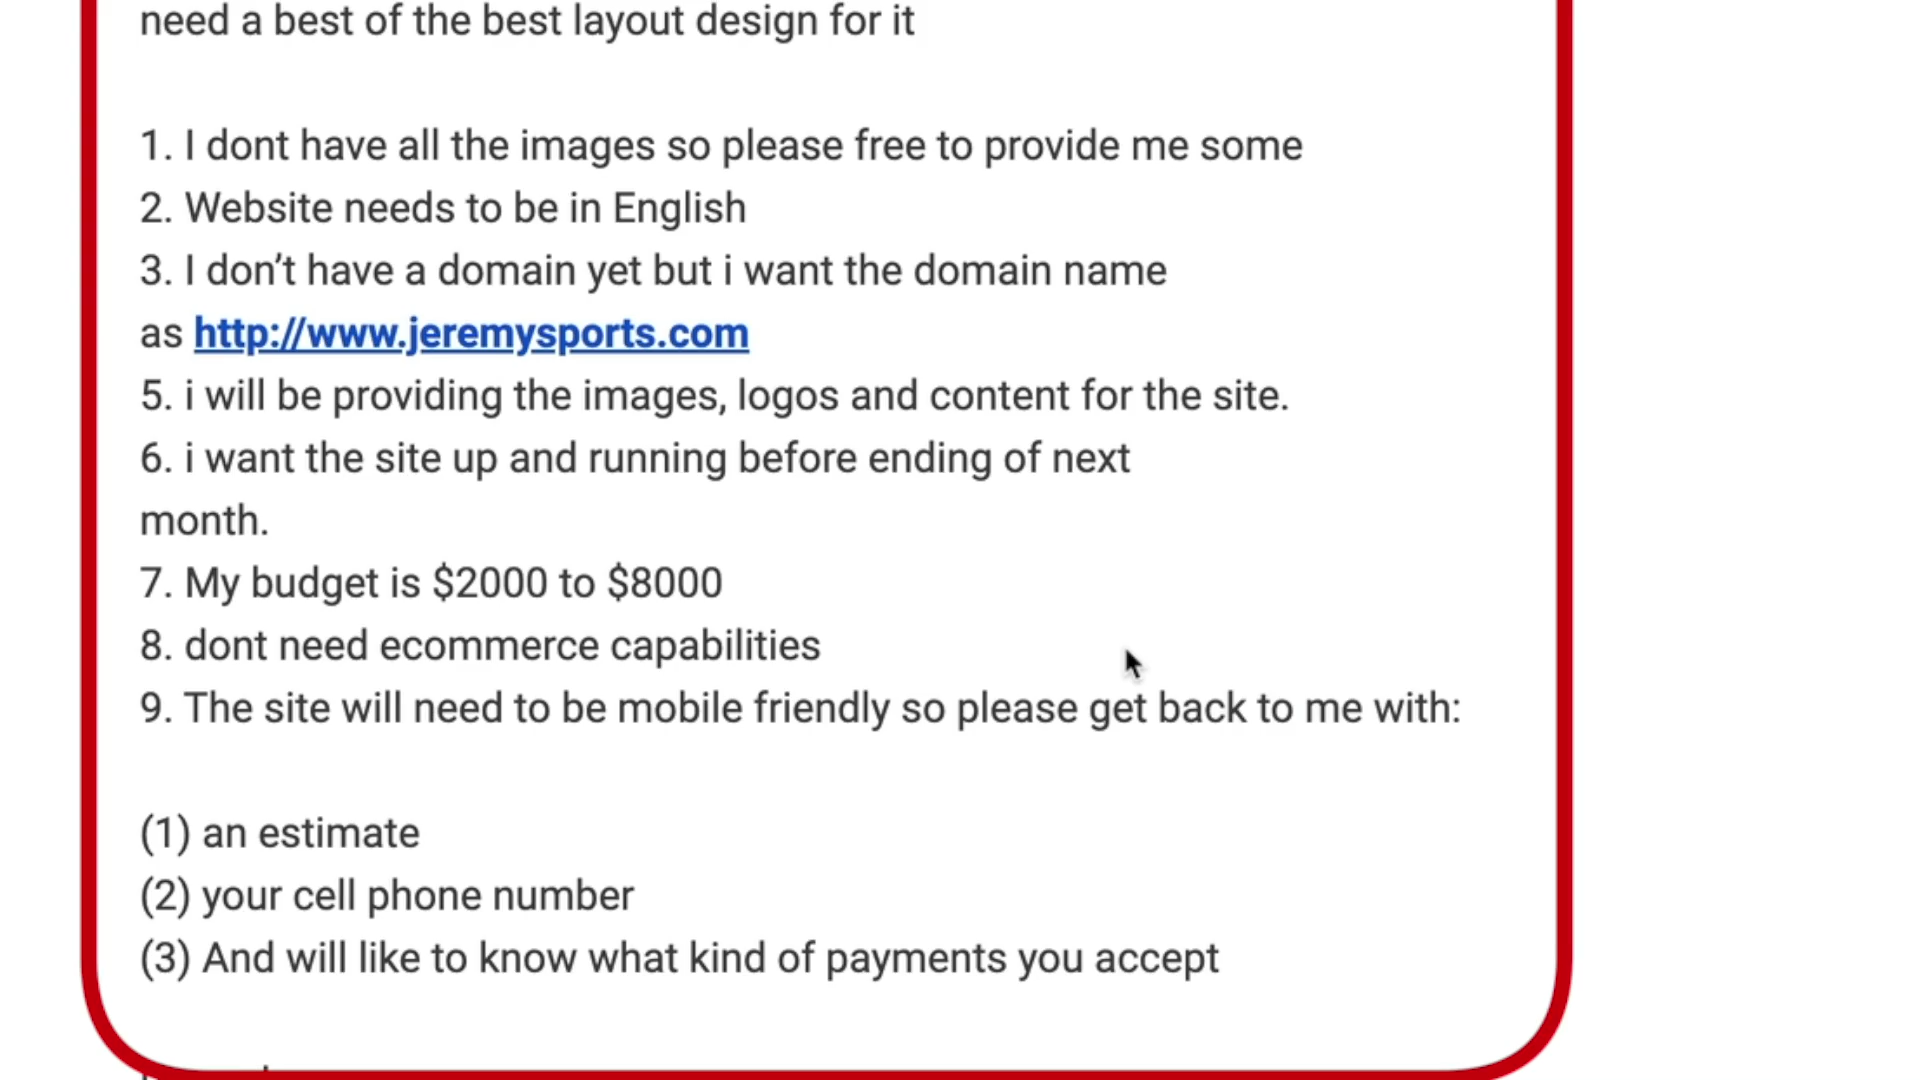 need a best of the best layout design for it
1. I dont have all the images so please free to provide me some
2. Website needs to be in English
3. I don’t have a domain yet but i want the domain name
as http://www.jeremysports.com
5. i will be providing the images, logos and content for the site.
6. i want the site up and running before ending of next
month.
7. My budget is $2000 to $8000
8. dont need ecommerce capabilities
9. The site will need to be mobile friendly so please get back to me with:
(1) an estimate
(2) your cell phone number
(3) And will like to know what kind of payments you accept